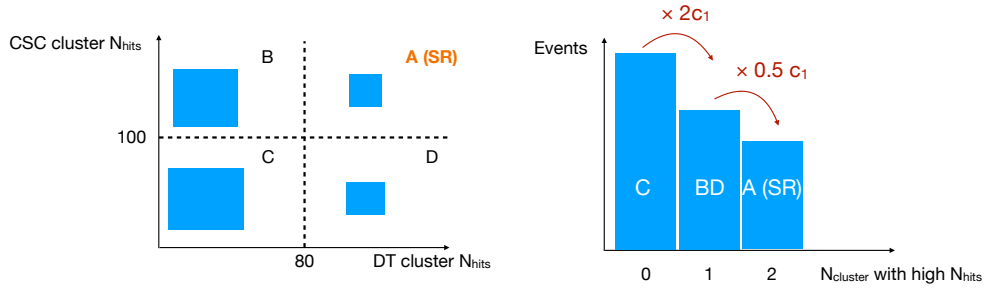 CSC cluster Nhits
B
A (SR)
100
C
D
80
DT cluster Nhits
× 2c1
Events
× 0.5 c1
C
BD
A (SR)
0
1
2
Ncluster with high Nhits